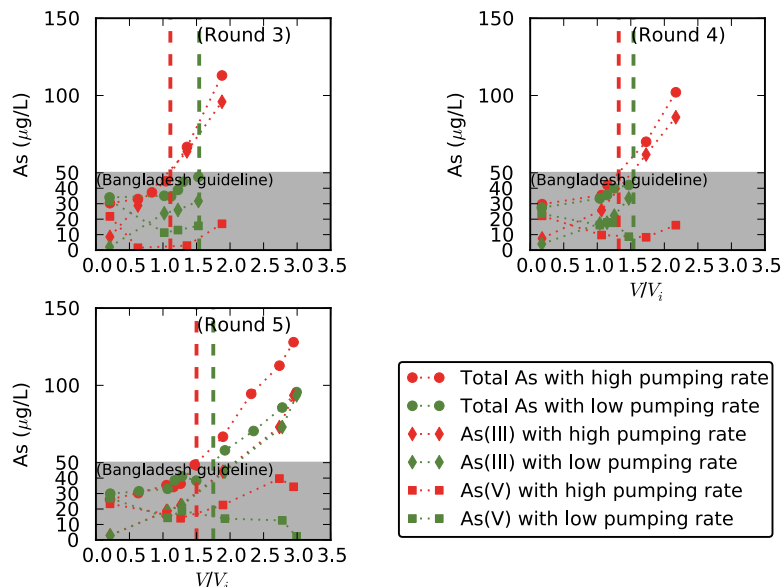 150
100
50
40
30
20
10
0
As (μg/L)
(Round 3)
(Bangladesh guideline)
0.0 0.5 1.0 1.5 2.0 2.5 3.0 3.5
150
100
50
40
30
20
10
0
As (μg/L)
(Round 4)
(Bangladesh guideline)
0.0 0.5 1.0 1.5 2.0 2.5 3.0 3.5
V/Vi
150
100
50
40
30
20
10
0
As (μg/L)
(Round 5)
(Bangladesh guideline)
0.0 0.5 1.0 1.5 2.0 2.5 3.0 3.5
V/Vi
Total As with high pumping rate
Total As with low pumping rate
As(III) with high pumping rate
As(III) with low pumping rate
As(V) with high pumping rate
As(V) with low pumping rate